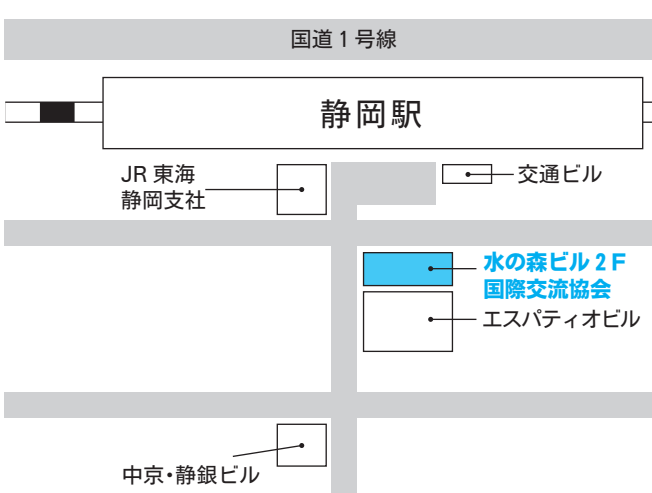 国道1号線
静岡駅
JR 東海
静岡支社
交通ビル
水の森ビル2F
国際交流協会
エスパティオビル
中京・静銀ビル